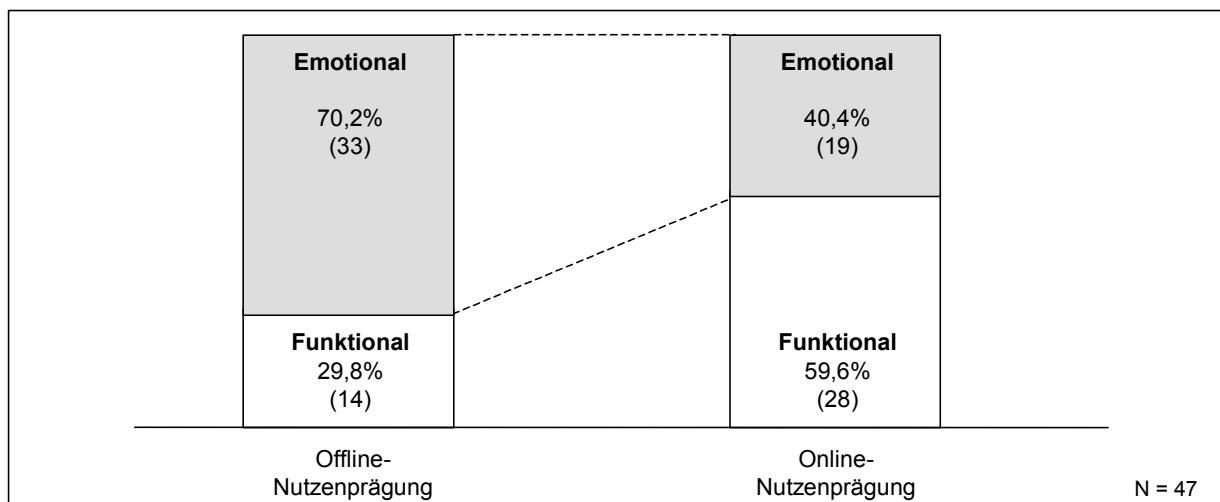 Emotional
70,2%
(33)
Funktional
29,8%
(14)
Offline-
Nutzenprägung
Emotional
40,4%
(19)
Funktional
59,6%
(28)
Online-
Nutzenprägung
N = 47